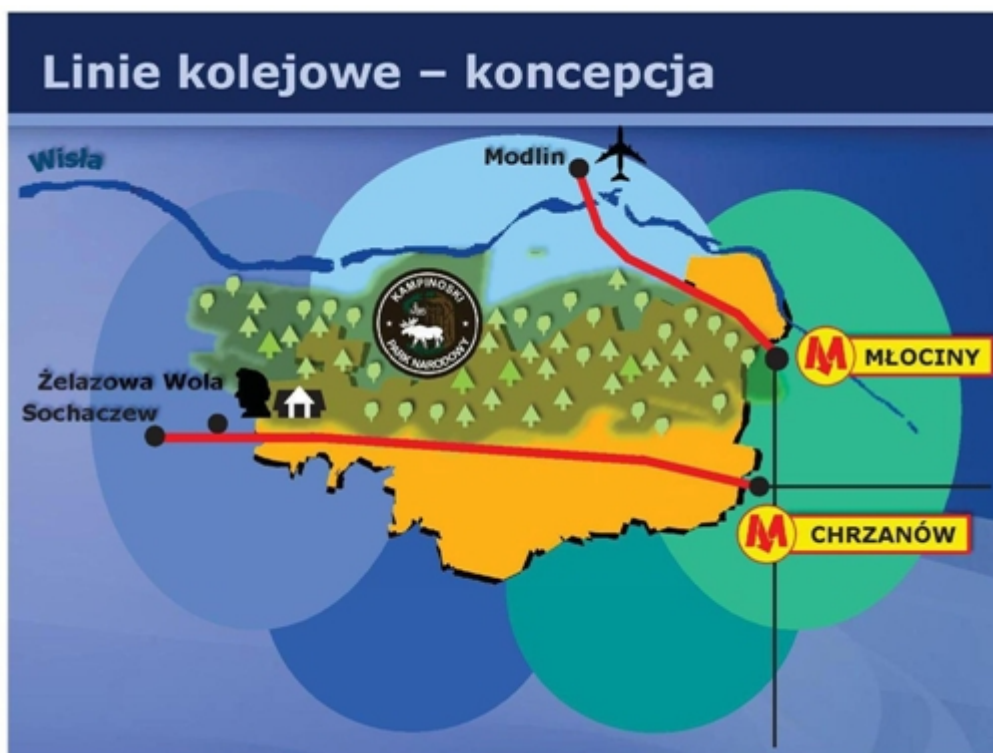 Linie kolejowe – koncepcja
Wisła
Modlin
KAMPINOSKI
PARK NARODOWY
M MŁOCINY
Żelazowa Wola
Sochaczew
M CHRZANÓW